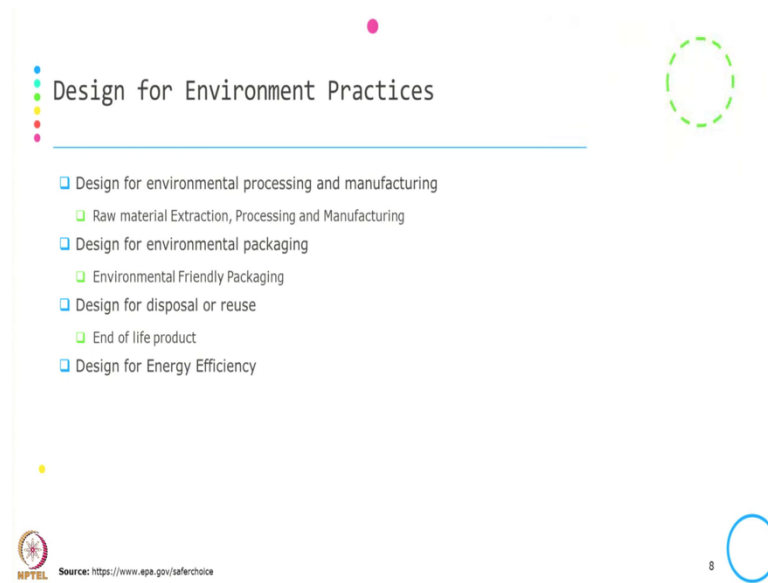 Design for Environment Practices
Design for environmental processing and manufacturing
Raw material Extraction, Processing and Manufacturing
Design for environmental packaging
Environmental Friendly Packaging
Design for disposal or reuse
End of life product
Design for Energy Efficiency
NPTEL
Source: https://www.epa.gov/saferchoice
8